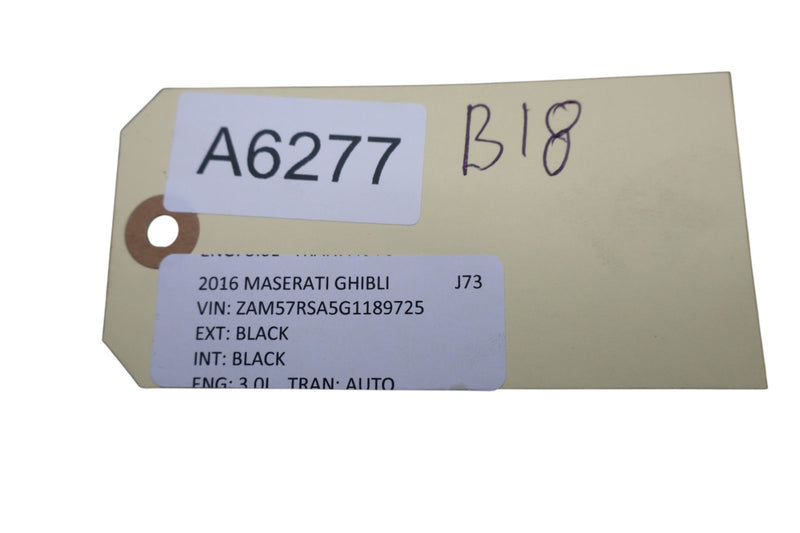 A6277
B18
2016 MASERATI GHIBLI J73
VIN: ZAM57RSA5G1189725
EXT: BLACK
INT: BLACK
ENG: 3.0L TRAN: AUTO